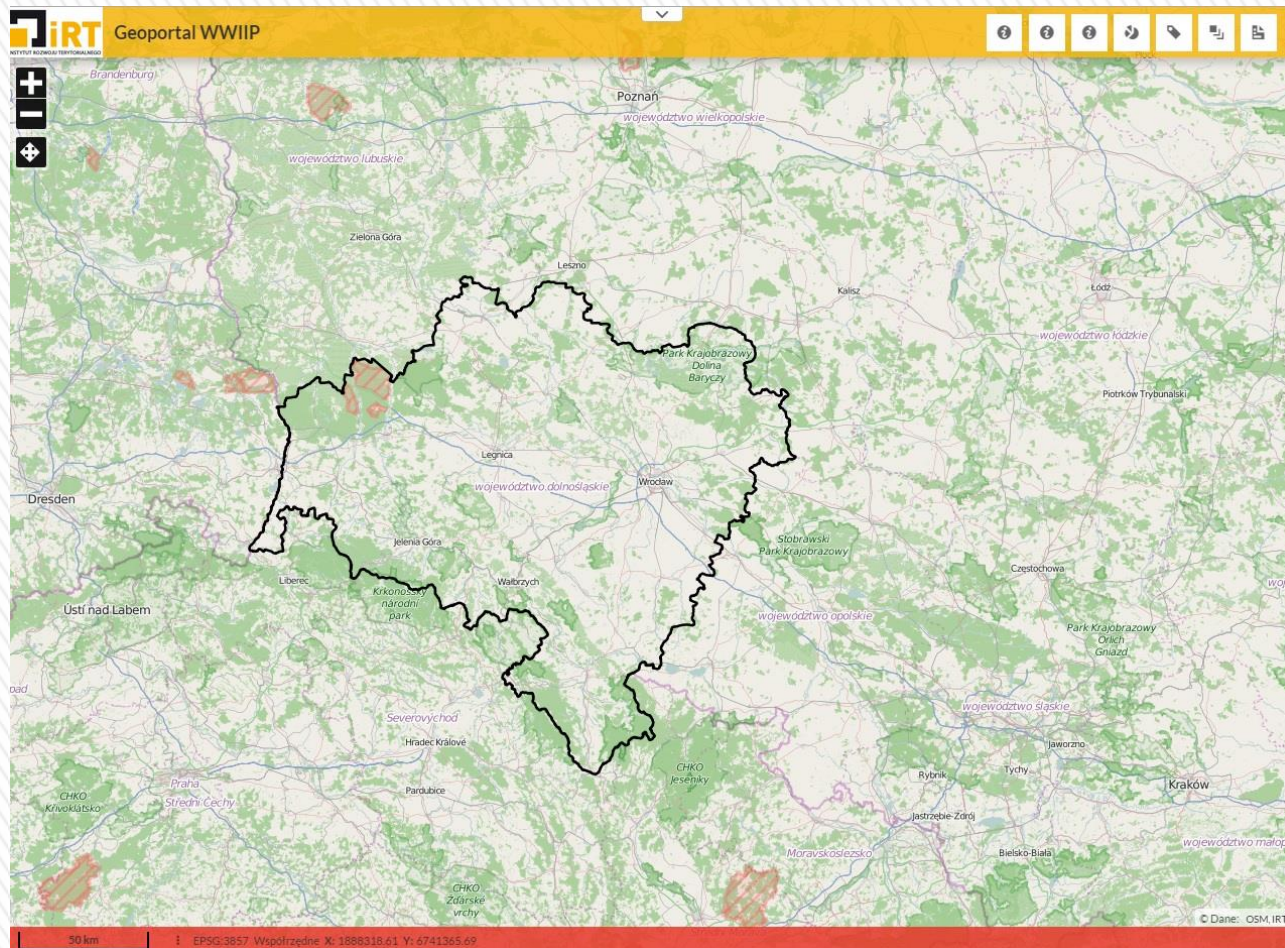 iRT
INSTYTUT ROZWOJU TERYTORIALNEGO
Geoportal WWIIP
Brandenburg
Poznań
województwo wielkopolskie
województwo lubuskie
Zielona Góra
Leszno
Kalisz
Łódź
województwo łódzkie
Park Krajobrazowy
Dolina
Baryczy
Piotrków Trybunalski
Legnica
Wrocław
województwo dolnośląskie
Dresden
Jelenia Góra
Stobrawski
Park Krajobrazowy
Częstochowa
Liberec
Wałbrzych
Krkonošský
národní
park
Ústí nad Labem
województwo opolskie
Park Krajobrazowy
Orlich
Gniazd
pad
Severovýchod
województwo śląskie
Hradec Králové
Jaworzno
CHKO
Jeseníky
Rybnik
Tychy
Praha
Kraków
CHKO
Křivoklátsko
Střední Čechy
Pardubice
Jastrzębie-Zdrój
województwo małop
Moravskoslezsko
Bielsko-Biała
CHKO
Žďárské
vrchy
© Dane: OSM, IRT
50 km
EPSG:3857 Współrzędne X: 1888318.61 Y: 6741365.69